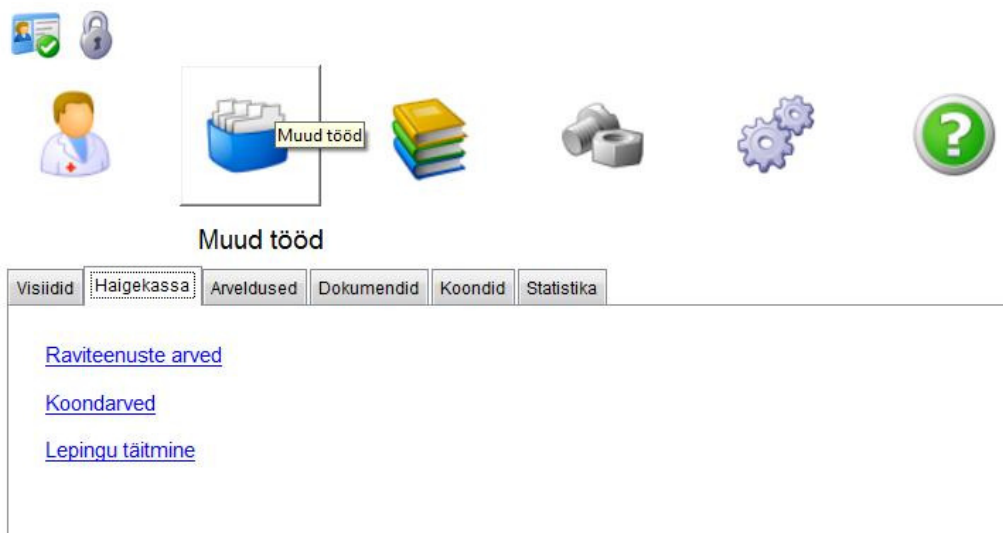 Muud tööd
Muud tööd
Visiidid Haigekassa Arveldused Dokumendid Koondid Statistika
Raviteenuste arved
Koondarved
Lepingu täitmine